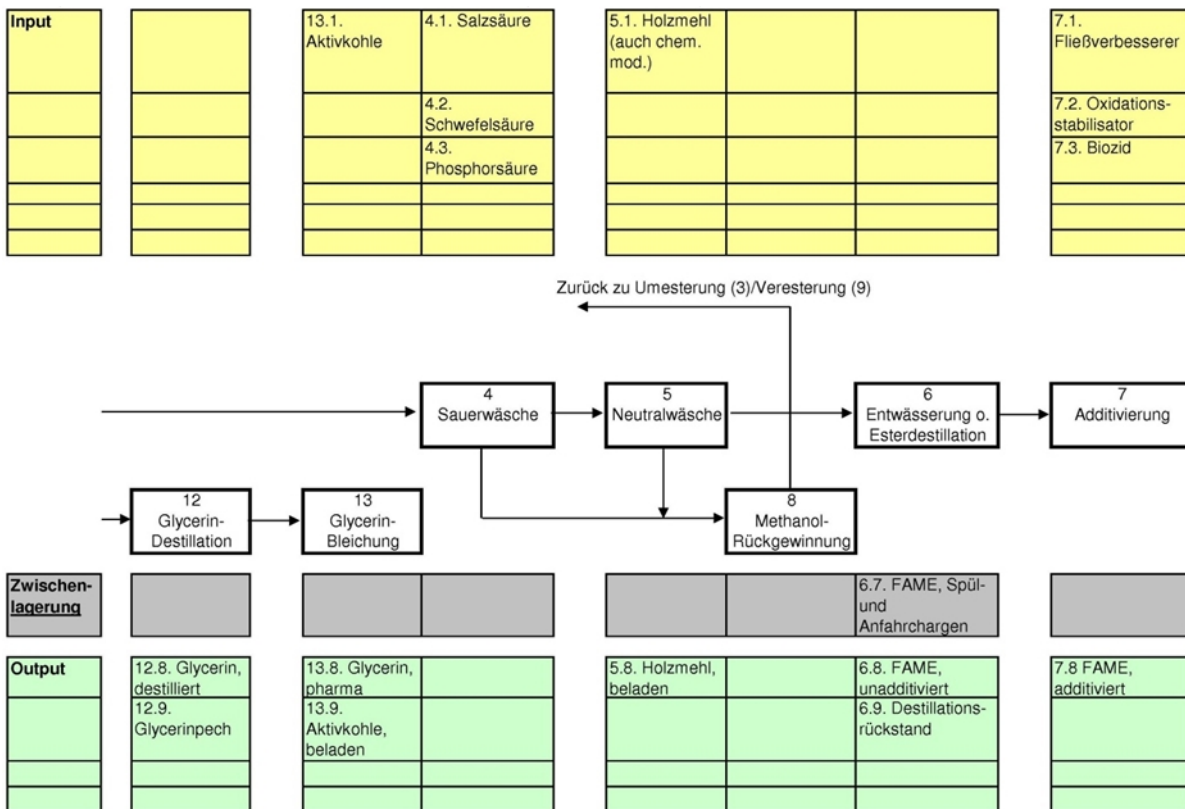 Input
13.1.
Aktivkohle
4.1. Salzsäure
5.1. Holzmehl
(auch chem.
mod.)
7.1.
Fließverbesserer
4.2.
Schwefelsäure
7.2. Oxidations-
stabilisator
4.3.
Phosphorsäure
7.3. Biozid
Zurück zu Umesterung (3)/Veresterung (9)
4
Sauerwäsche
5
Neutralwäsche
6
Entwässerung o.
Esterdestillation
7
Additivierung
12
Glycerin-
Destillation
13
Glycerin-
Bleichung
8
Methanol-
Rückgewinnung
Zwischen-
lagerung
6.7. FAME, Spül-
und
Anfahrchargen
Output
12.8. Glycerin,
destilliert
13.8. Glycerin,
pharma
5.8. Holzmehl,
beladen
6.8. FAME,
unadditiviert
7.8 FAME,
additiviert
12.9.
Glycerinpech
13.9.
Aktivkohle,
beladen
6.9. Destillations-
rückstand